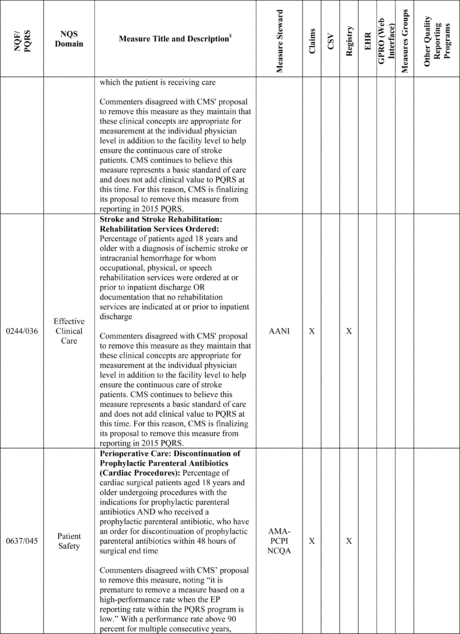 NQF/
PQRS
NQS
Domain
Measure Title and Description¥
Measure Steward
Claims
CSV
Registry
EHR
GPRO (Web
Interface)
Measures Groups
Other Quality
Reporting
Programs
which the patient is receiving care
Commenters disagreed with CMS' proposal
to remove this measure as they maintain that
these clinical concepts are appropriate for
measurement at the individual physician
level in addition to the facility level to help
ensure the continuous care of stroke
patients. CMS continues to believe this
measure represents a basic standard of care
and does not add clinical value to PQRS at
this time. For this reason, CMS is finalizing
its proposal to remove this measure from
reporting in 2015 PQRS.
0244/036
Effective
Clinical
Care
Stroke and Stroke Rehabilitation:
Rehabilitation Services Ordered:
Percentage of patients aged 18 years and
older with a diagnosis of ischemic stroke or
intracranial hemorrhage for whom
occupational, physical, or speech
rehabilitation services were ordered at or
prior to inpatient discharge OR
documentation that no rehabilitation
services are indicated at or prior to inpatient
discharge
Commenters disagreed with CMS' proposal
to remove this measure as they maintain that
these clinical concepts are appropriate for
measurement at the individual physician
level in addition to the facility level to help
ensure the continuous care of stroke
patients. CMS continues to believe this
measure represents a basic standard of care
and does not add clinical value to PQRS at
this time. For this reason, CMS is finalizing
its proposal to remove this measure from
reporting in 2015 PQRS.
AANI
X
X
0637/045
Patient
Safety
Perioperative Care: Discontinuation of
Prophylactic Parenteral Antibiotics
(Cardiac Procedures): Percentage of
cardiac surgical patients aged 18 years and
older undergoing procedures with the
indications for prophylactic parenteral
antibiotics AND who received a
prophylactic parenteral antibiotic, who have
an order for discontinuation of prophylactic
parenteral antibiotics within 48 hours of
surgical end time
Commenters disagreed with CMS' proposal
to remove this measure, noting "it is
premature to remove a measure based on a
high-performance rate when the EP
reporting rate within the PQRS program is
low." With a performance rate above 90
percent for multiple consecutive years,
AMA-
PCPI
NCQA
X
X